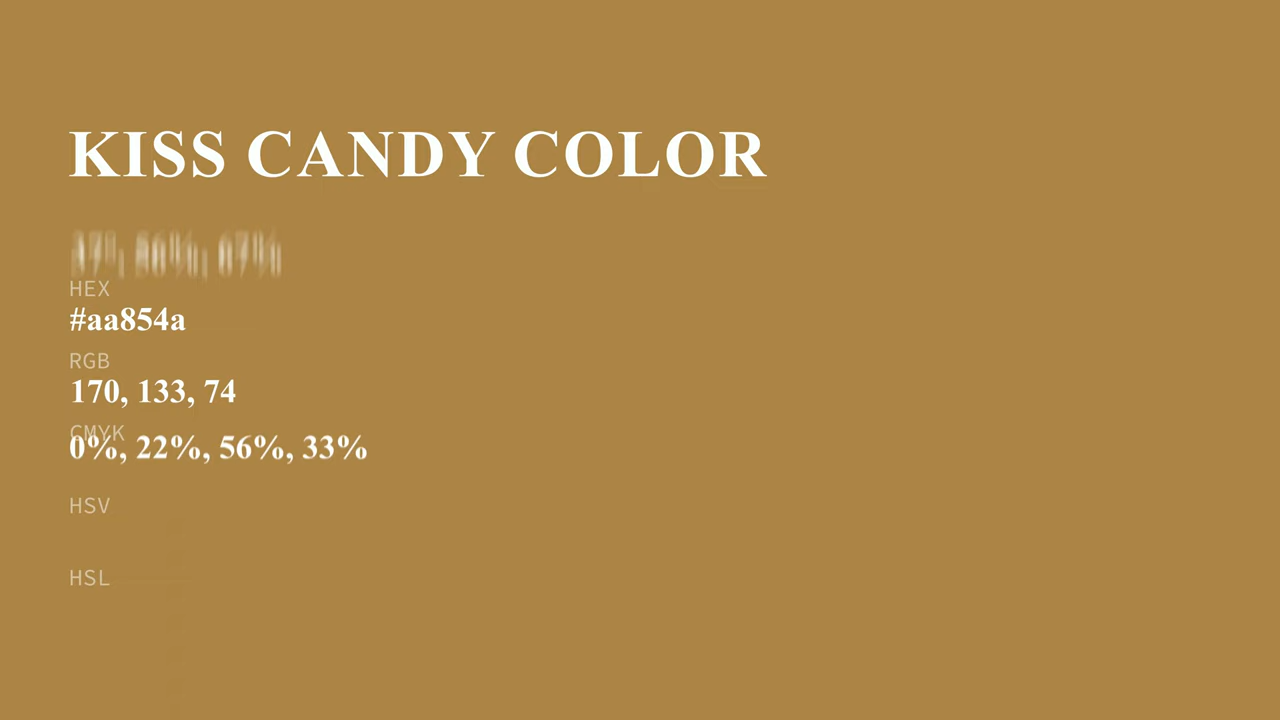 KISS CANDY COLOR
HEX
#aa854a
RGB
170, 133, 74
CMYK
0%, 22%, 56%, 33%
HSV
HSL